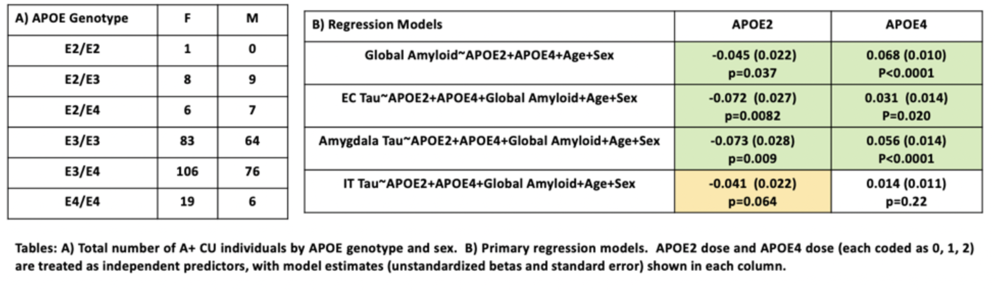 A) APOE Genotype F M
E2/E2 1 0
E2/E3 8 9
E2/E4 6 7
E3/E3 83 64
E3/E4 106 76
E4/E4 19 6
B) Regression Models APOE2 APOE4
Global Amyloid~APOE2+APOE4+Age+Sex -0.045 (0.022) 0.068 (0.010)
p=0.037 P<0.0001
EC Tau~APOE2+APOE4+Global Amyloid+Age+Sex -0.072 (0.027) 0.031 (0.014)
p=0.0082 P=0.020
Amygdala Tau~APOE2+APOE4+Global Amyloid+Age+Sex -0.073 (0.028) 0.056 (0.014)
p=0.009 P<0.0001
IT Tau~APOE2+APOE4+Global Amyloid+Age+Sex -0.041 (0.022) 0.014 (0.011)
p=0.064 p=0.22
Tables: A) Total number of A+ CU individuals by APOE genotype and sex. B) Primary regression models. APOE2 dose and APOE4 dose (each coded as 0, 1, 2)
are treated as independent predictors, with model estimates (unstandardized betas and standard error) shown in each column.